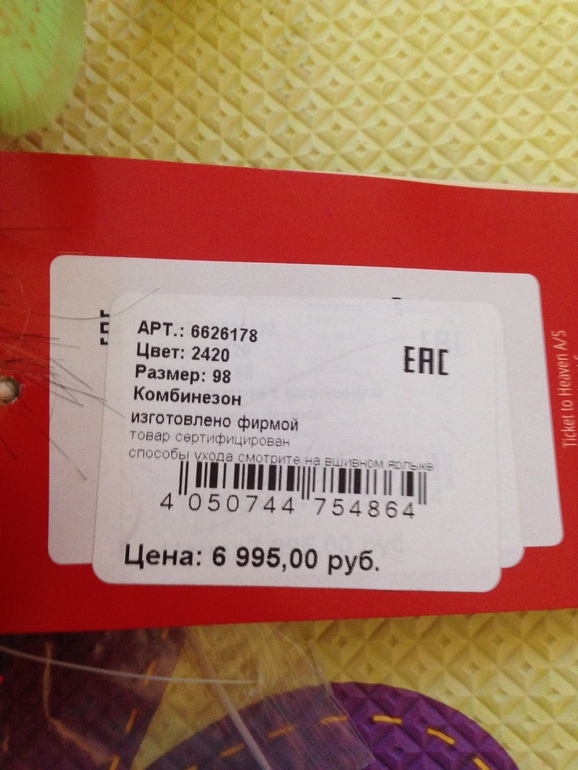 АРТ.: 6626178
Цвет: 2420
Размер: 98
Комбинезон
изготовлено фирмой
товар сертифицирован
способы ухода смотрите на вшивном ярлыке
EAC
4 050744 754864
Цена: 6 995,00 руб.
Ticket to Heaven A/S